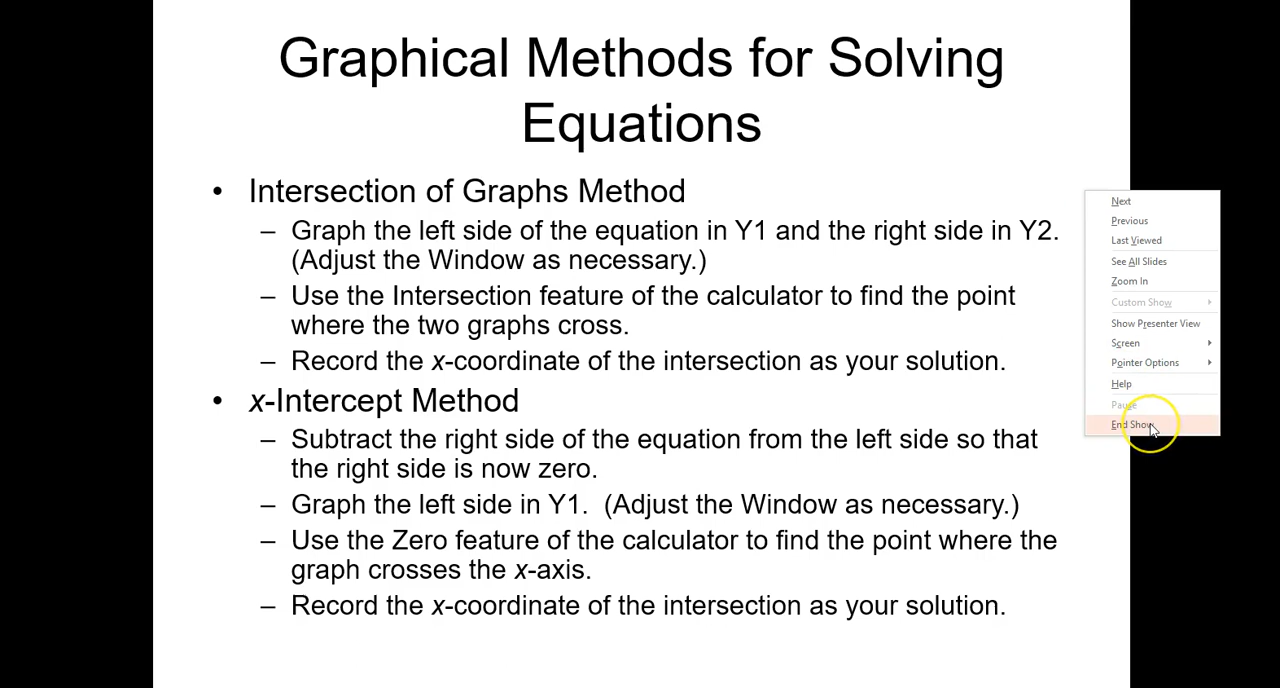 Graphical Methods for Solving
Equations
• Intersection of Graphs Method
– Graph the left side of the equation in Y1 and the right side in Y2.
(Adjust the Window as necessary.)
– Use the Intersection feature of the calculator to find the point
where the two graphs cross.
– Record the x-coordinate of the intersection as your solution.
• x-Intercept Method
– Subtract the right side of the equation from the left side so that
the right side is now zero.
– Graph the left side in Y1.  (Adjust the Window as necessary.)
– Use the Zero feature of the calculator to find the point where the
graph crosses the x-axis.
– Record the x-coordinate of the intersection as your solution.
Next
Previous
Last Viewed
See All Slides
Zoom In
Custom Show
Show Presenter View
Screen
Pointer Options
Help
Pause
End Show